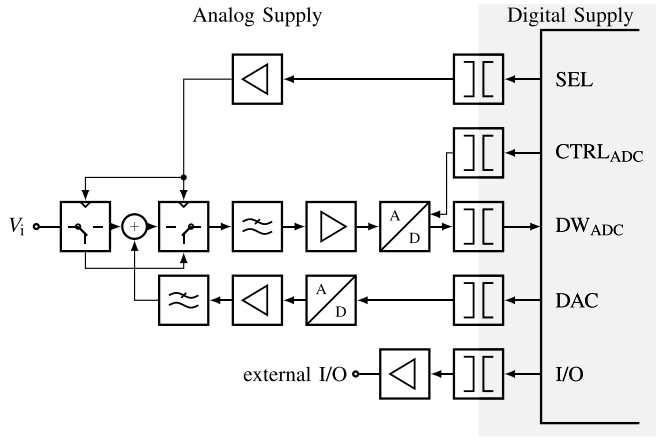 Analog Supply
Digital Supply
SEL
CTRL_ADC
V_i
+
A
D
DW_ADC
A
D
DAC
external I/O
I/O